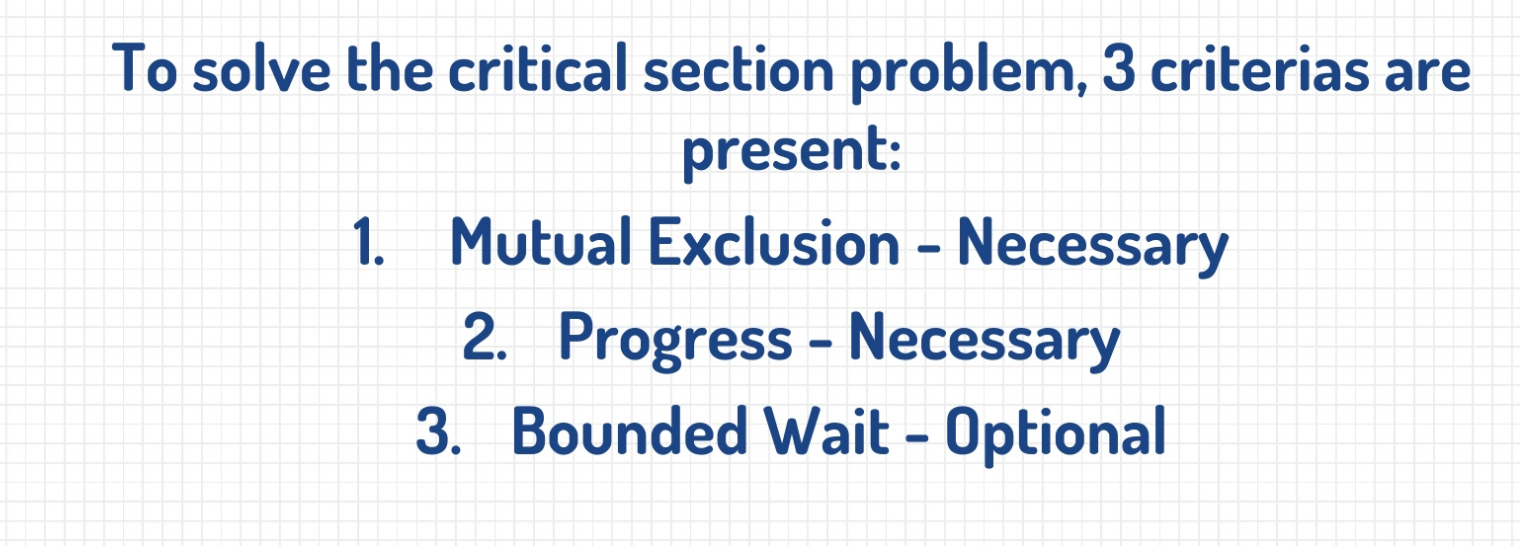 To solve the critical section problem, 3 criterias are
present:
1. Mutual Exclusion - Necessary
2. Progress - Necessary
3. Bounded Wait - Optional